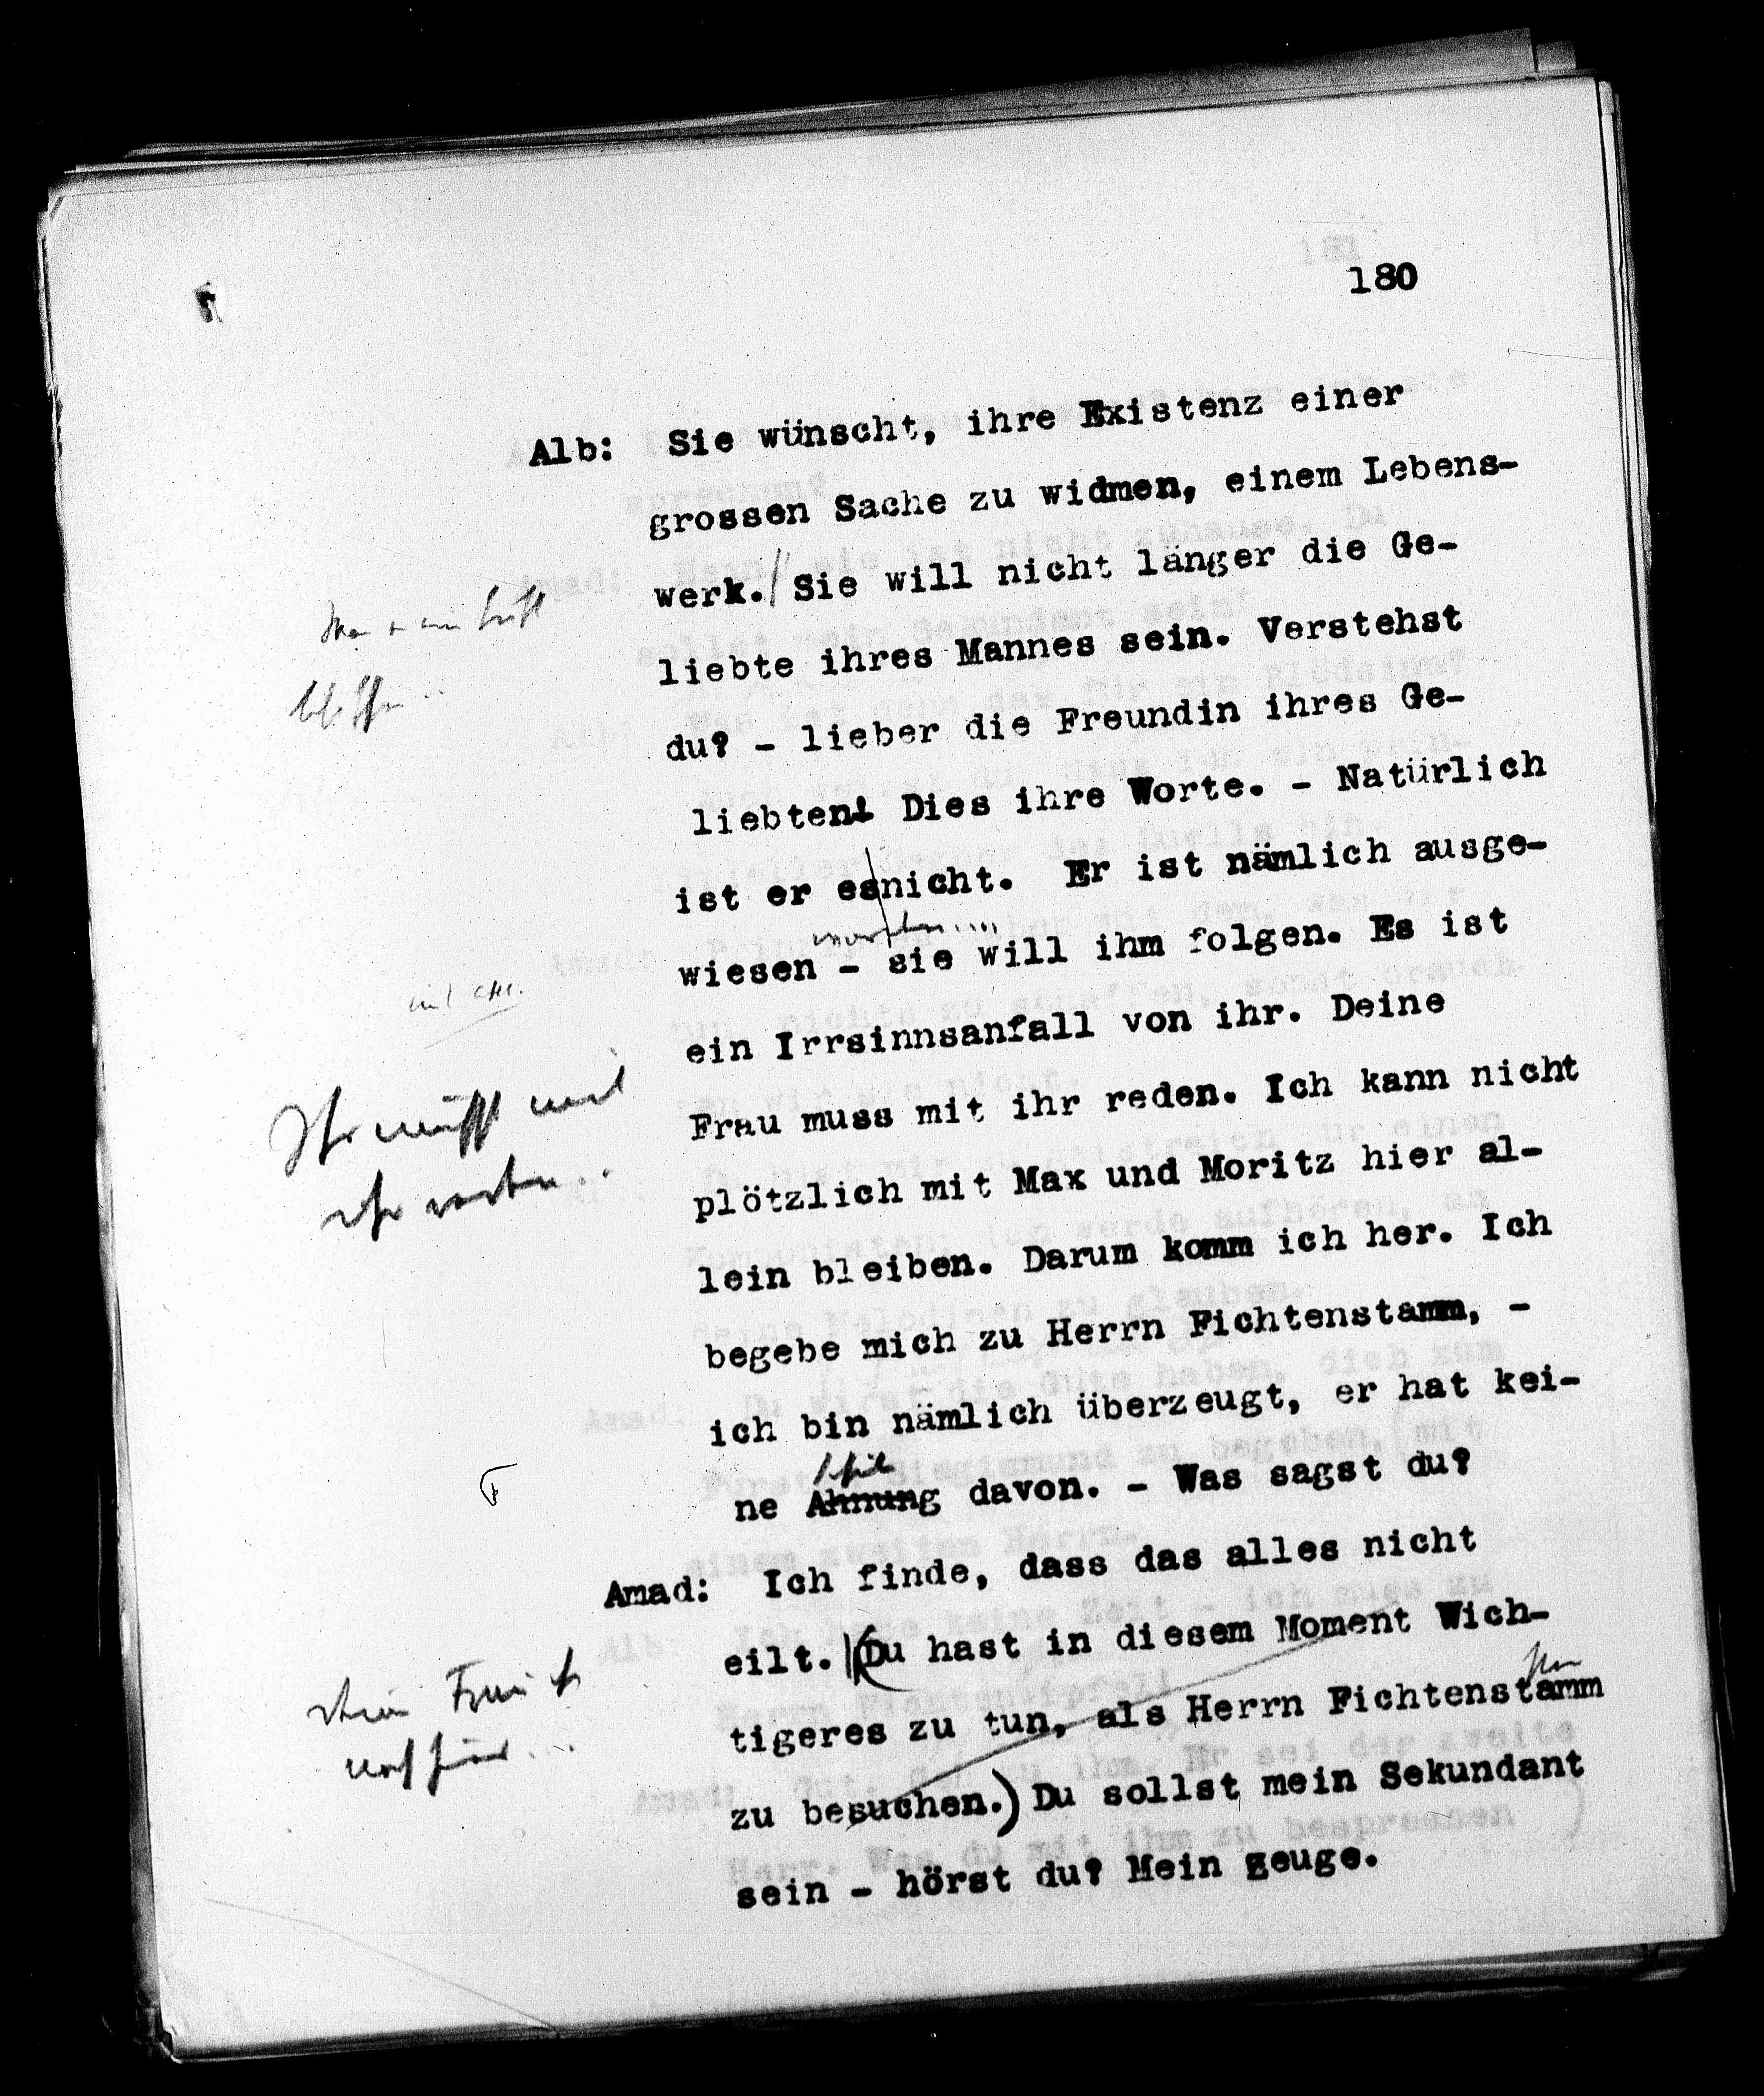 180
Alb: Sie wünscht, ihre Existenz einer
grossen Sache zu widmen, einem Lebens-
werk./ Sie will nicht länger die Ge-
liebte ihres Mannes sein. Verstehst
du? - lieber die Freundin ihres Ge-
liebten! Dies ihre Worte. - Natürlich
ist er es|nicht. Er ist nämlich ausge-
wiesen - sie will ihm folgen. Es ist
ein Irrsinnsanfall von ihr. Deine
Frau muss mit ihr reden. Ich kann nicht
plötzlich mit Max und Moritz hier al-
lein bleiben. Darum komm ich her. Ich
begebe mich zu Herrn Fichtenstamm, -
ich bin nämlich überzeugt, er hat kei-
ne Ahnung davon. - Was sagst du?
Amad: Ich finde, dass das alles nicht
eilt. |(Du hast in diesem Moment Wich-
tigeres zu tun, als Herrn Fichtenstamm
zu besuchen.) Du sollst mein Sekundant
sein - hörst du? Mein Zeuge.